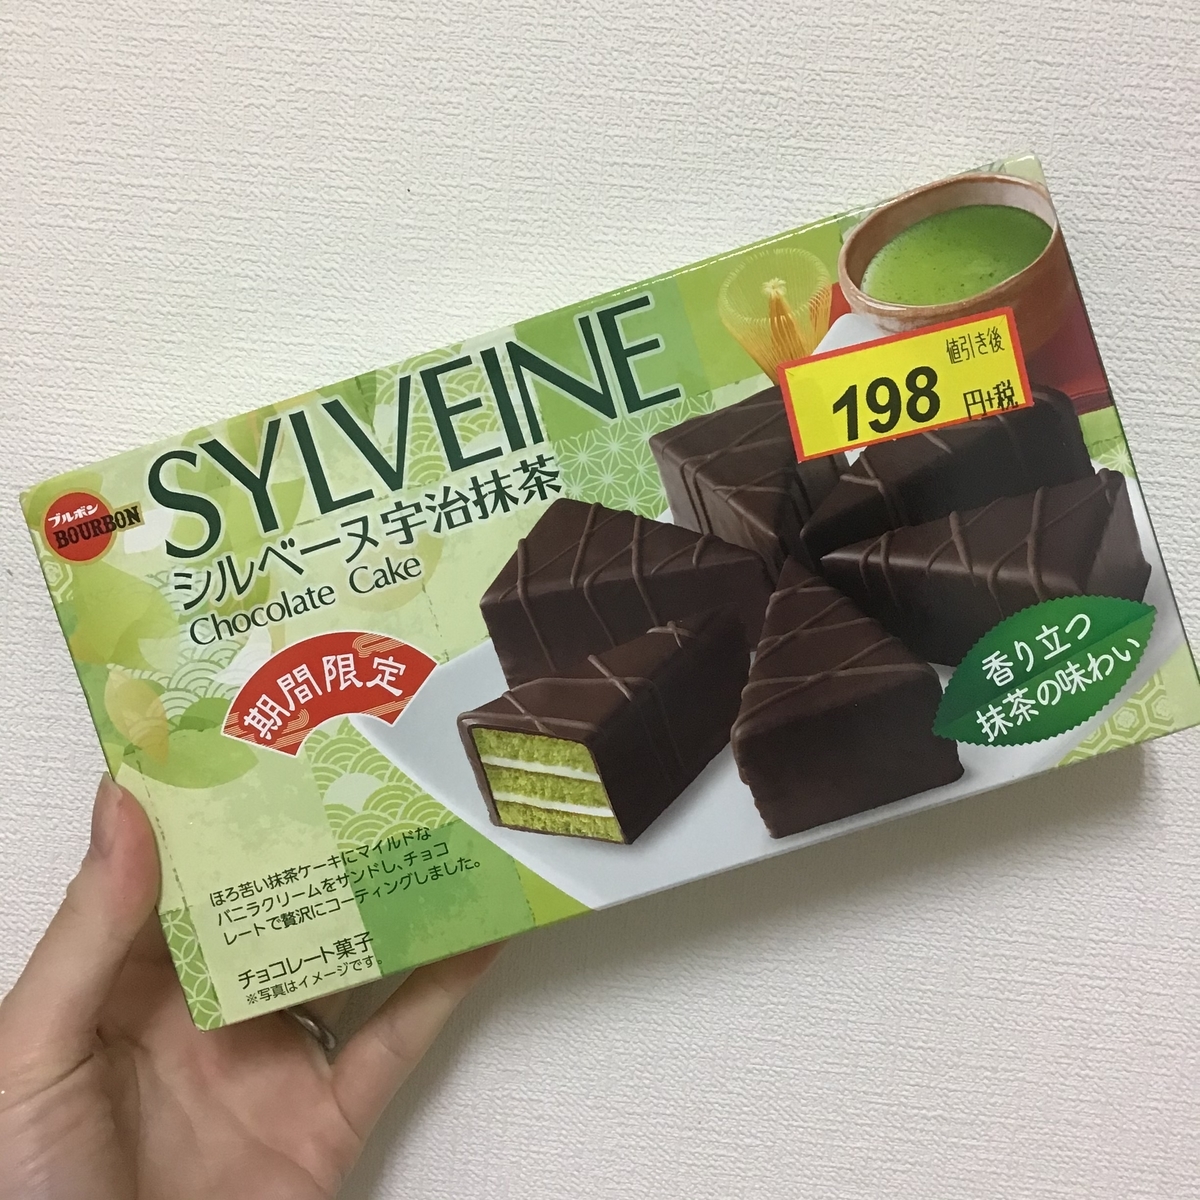 ブルボン
BOURBON
SYLVEINE
シルベーヌ宇治抹茶
Chocolate Cake
期間限定
値引き後
198 円+税
香り立つ
抹茶の味わい
ほろ苦い抹茶ケーキにマイルドな
バニラクリームをサンドし、チョコ
レートで贅沢にコーティングしました。
チョコレート菓子
※写真はイメージです。